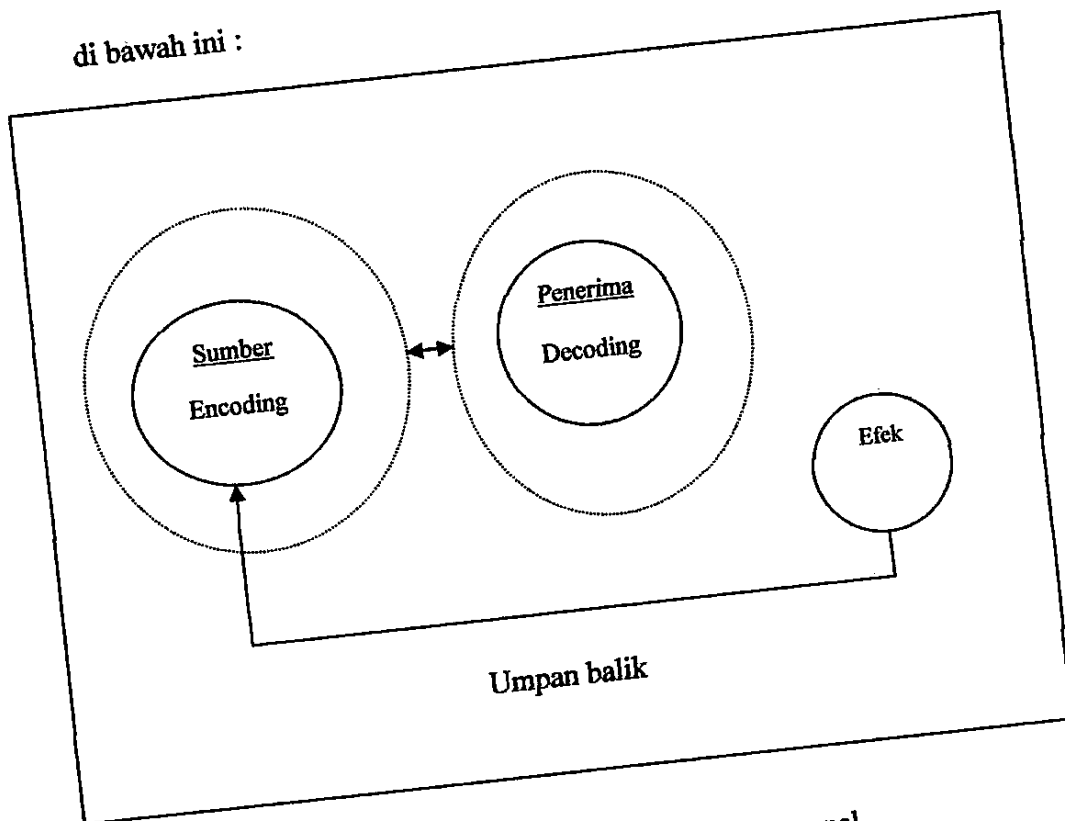 di bawah ini :
Sumber
Encoding
Penerima
Decoding
Efek
Umpan balik